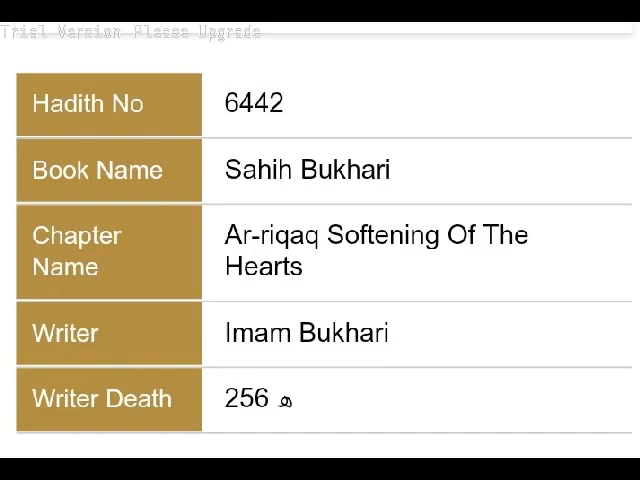 Trial Version Please Upgrade
Hadith No 6442
Book Name Sahih Bukhari
Chapter Name Ar-riqaq Softening Of The Hearts
Writer Imam Bukhari
Writer Death 256 ھ